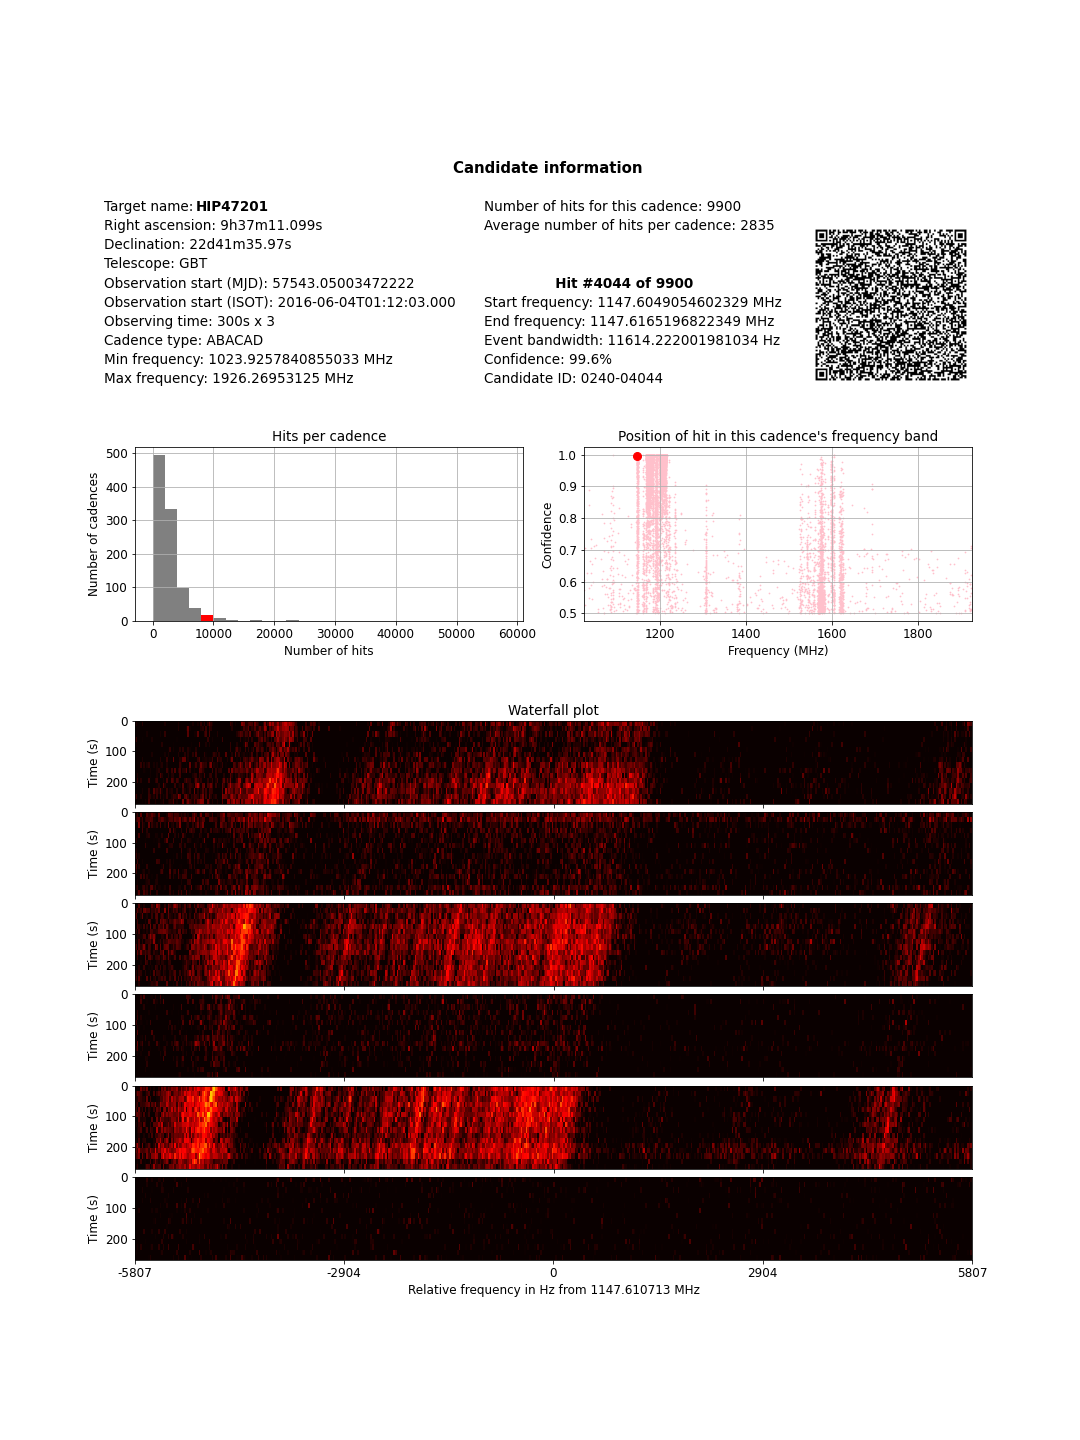 Candidate information
Target name: HIP47201
Right ascension: 9h37m11.099s
Declination: 22d41m35.97s
Telescope: GBT
Observation start (MJD): 57543.05003472222
Observation start (ISOT): 2016-06-04T01:12:03.000
Observing time: 300s x 3
Cadence type: ABACAD
Min frequency: 1023.9257840855033 MHz
Max frequency: 1926.26953125 MHz
Number of hits for this cadence: 9900
Average number of hits per cadence: 2835
Hit #4044 of 9900
Start frequency: 1147.6049054602329 MHz
End frequency: 1147.6165196822349 MHz
Event bandwidth: 11614.222001981034 Hz
Confidence: 99.6%
Candidate ID: 0240-04044
Hits per cadence
Number of cadences
500
400
300
200
100
0
0 10000 20000 30000 40000 50000 60000
Number of hits
Position of hit in this cadence's frequency band
Confidence
1.0
0.9
0.8
0.7
0.6
0.5
1200 1400 1600 1800
Frequency (MHz)
Waterfall plot
Time (s)
0
100
200
Time (s)
0
100
200
Time (s)
0
100
200
Time (s)
0
100
200
Time (s)
0
100
200
Time (s)
0
100
200
-5807 -2904 0 2904 5807
Relative frequency in Hz from 1147.610713 MHz